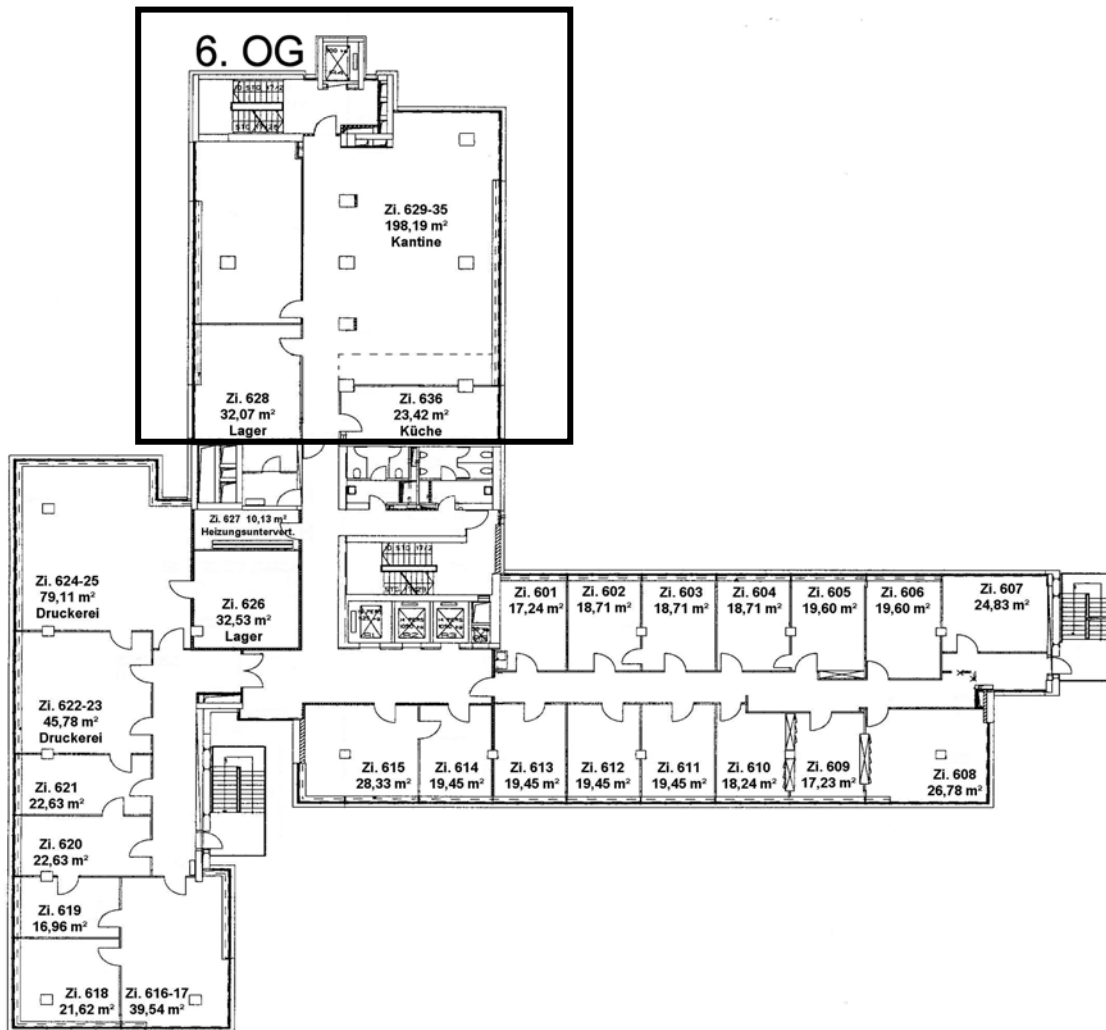 6. OG
Zi. 629-35
198,19 m²
Kantine
Zi. 628
32,07 m²
Lager
Zi. 636
23,42 m²
Küche
Zi. 627 10,13 m²
Heizungsuntervert.
Zi. 624-25
79,11 m²
Druckerei
Zi. 626
32,53 m²
Lager
Zi. 601
17,24 m²
Zi. 602
18,71 m²
Zi. 603
18,71 m²
Zi. 604
18,71 m²
Zi. 605
19,60 m²
Zi. 606
19,60 m²
Zi. 607
24,83 m²
Zi. 622-23
45,78 m²
Druckerei
Zi. 615
28,33 m²
Zi. 614
19,45 m²
Zi. 613
19,45 m²
Zi. 612
19,45 m²
Zi. 611
19,45 m²
Zi. 610
18,24 m²
Zi. 609
17,23 m²
Zi. 608
26,78 m²
Zi. 621
22,63 m²
Zi. 620
22,63 m²
Zi. 619
16,96 m²
Zi. 618
21,62 m²
Zi. 616-17
39,54 m²